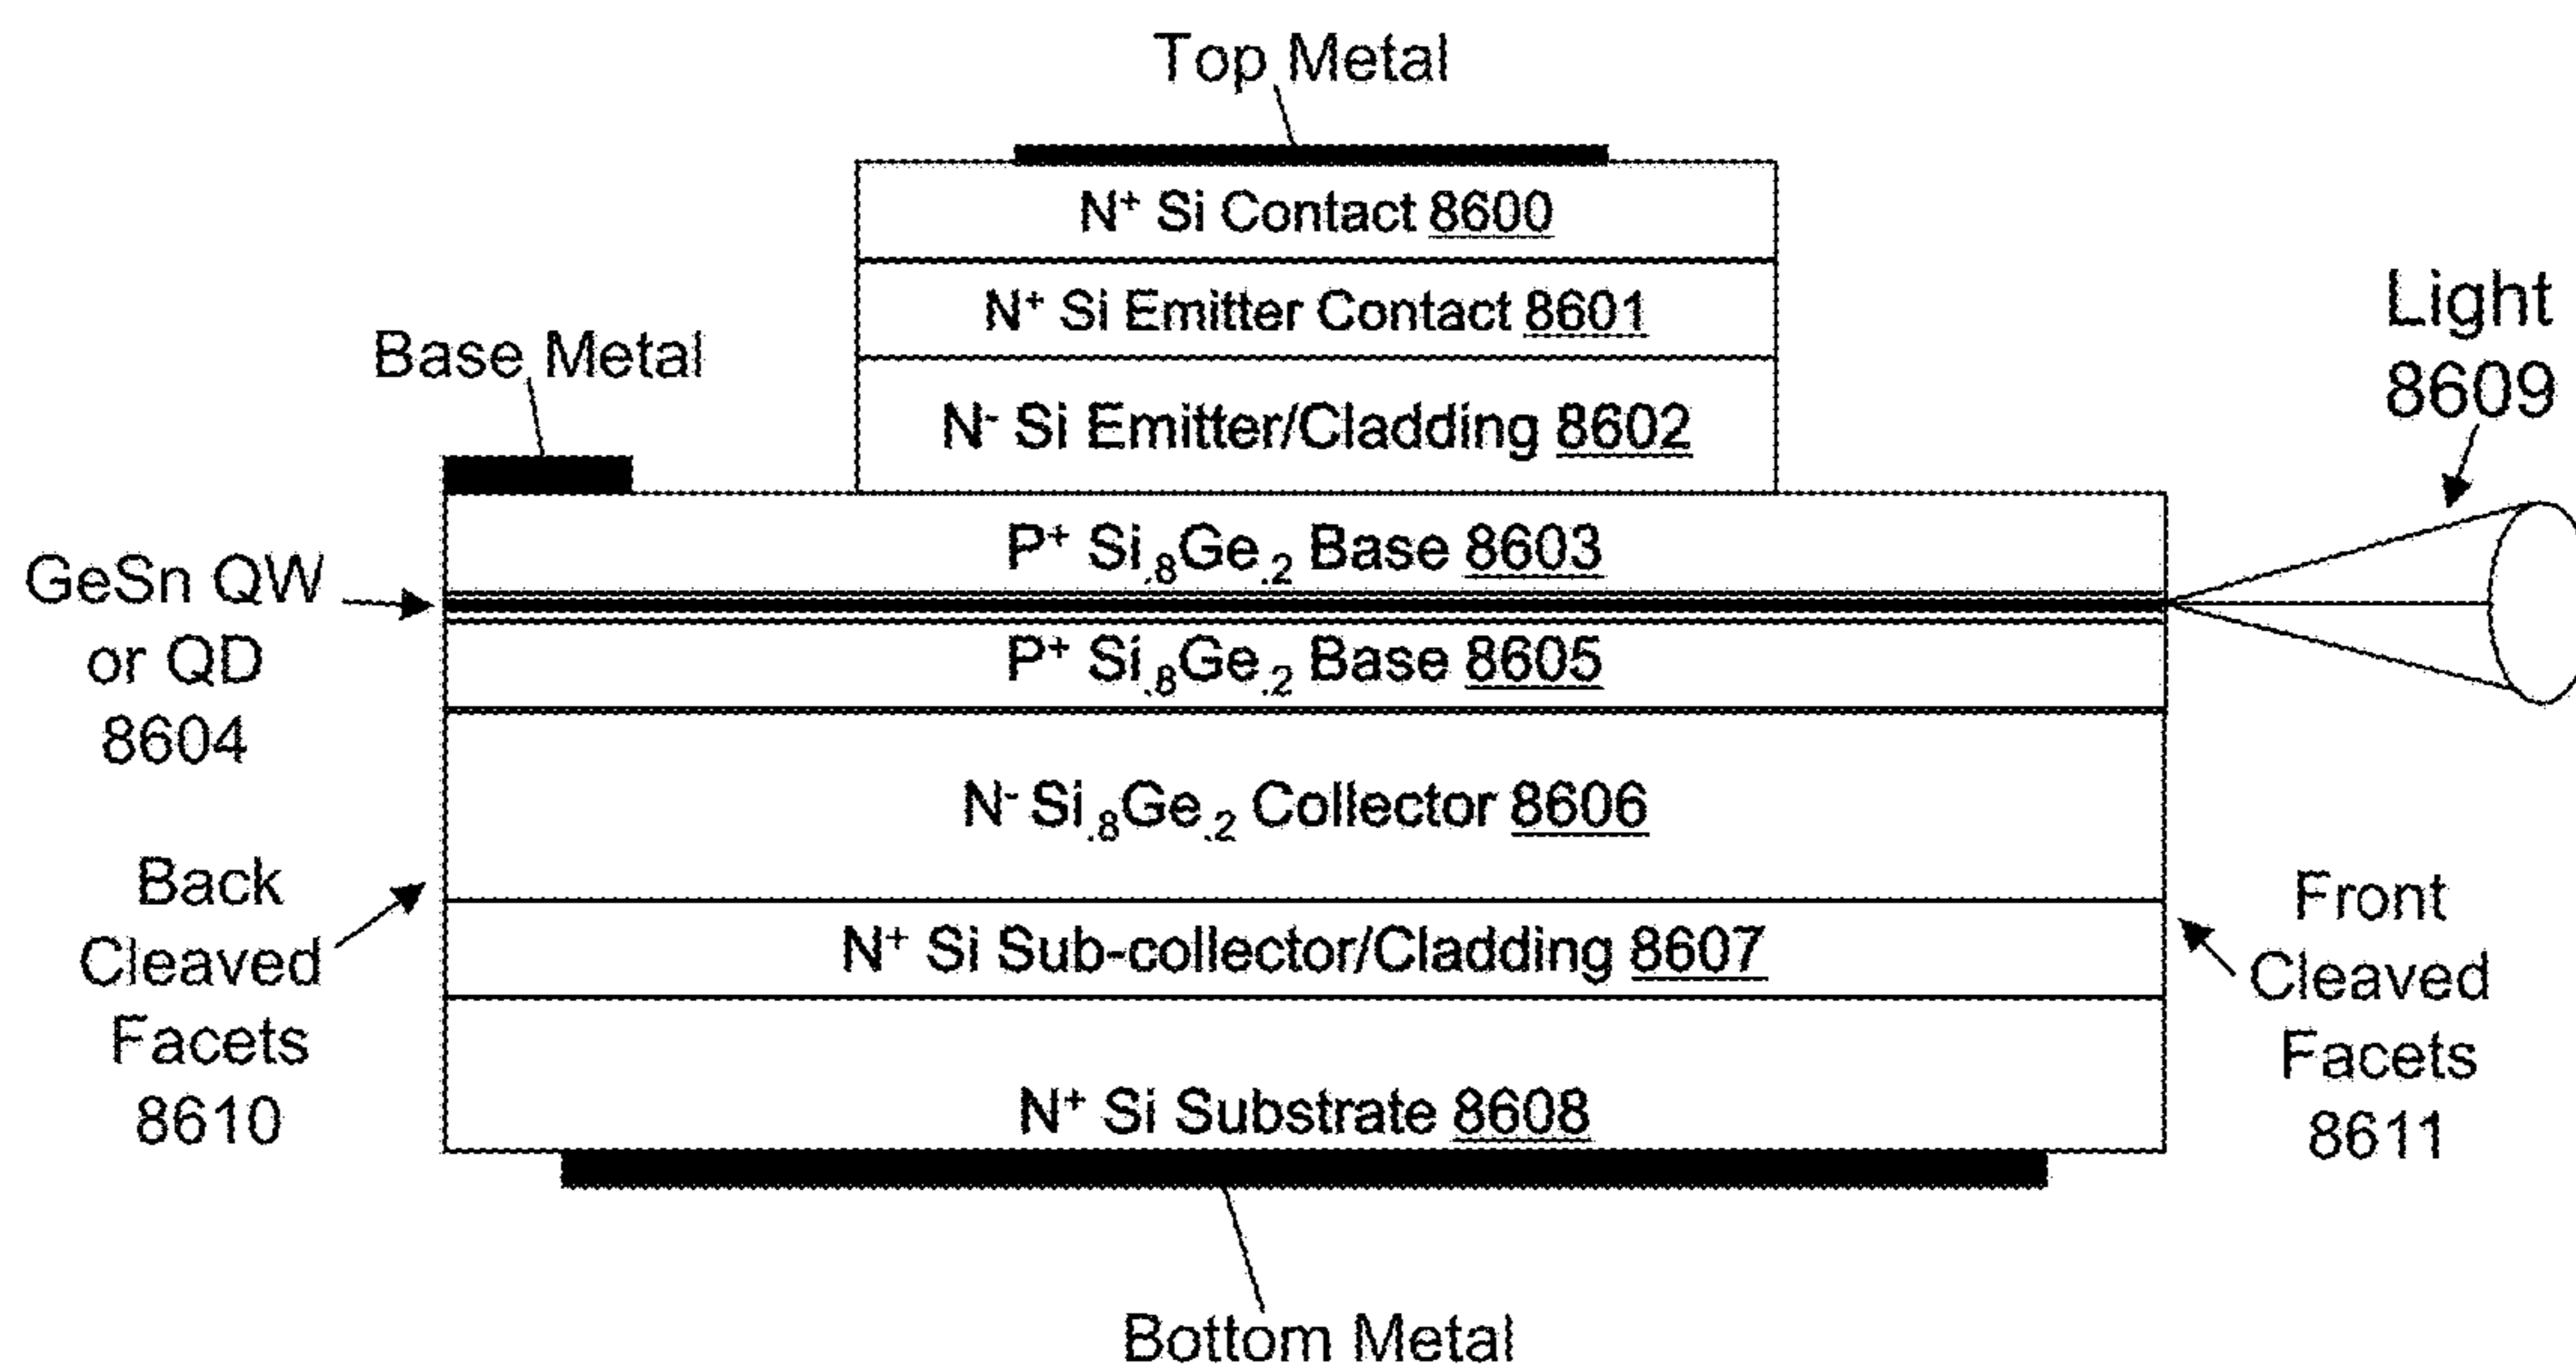 Top Metal
N⁺ Si Contact 8600
N⁺ Si Emitter Contact 8601
Light
8609
Base Metal
N⁻ Si Emitter/Cladding 8602
P⁺ Si.₈Ge.₂ Base 8603
GeSn QW
or QD
8604
P⁺ Si.₈Ge.₂ Base 8605
N⁻ Si.₈Ge.₂ Collector 8606
Back
Cleaved
Facets
8610
Front
Cleaved
Facets
8611
N⁺ Si Sub-collector/Cladding 8607
N⁺ Si Substrate 8608
Bottom Metal